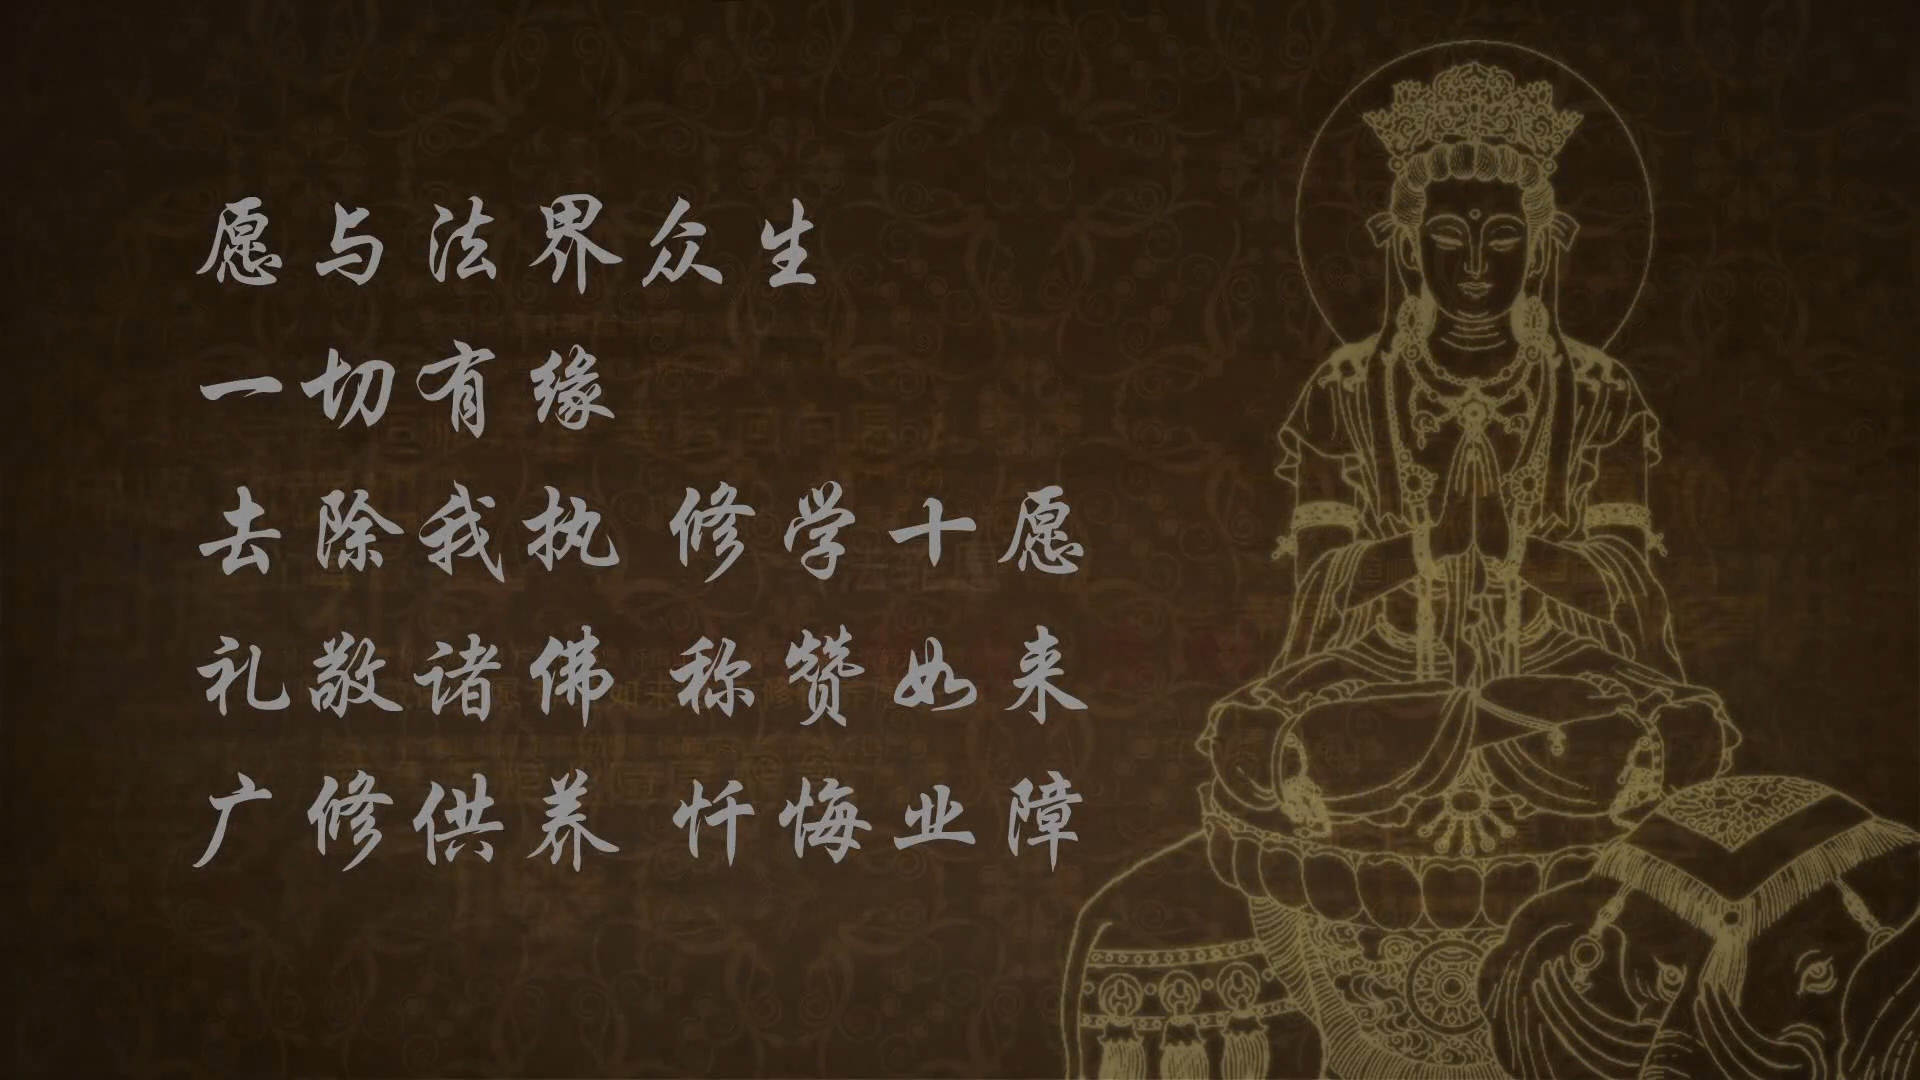 愿与法界众生
一切有缘
去除我执 修学十愿
礼敬诸佛 称赞如来
广修供养 忏悔业障